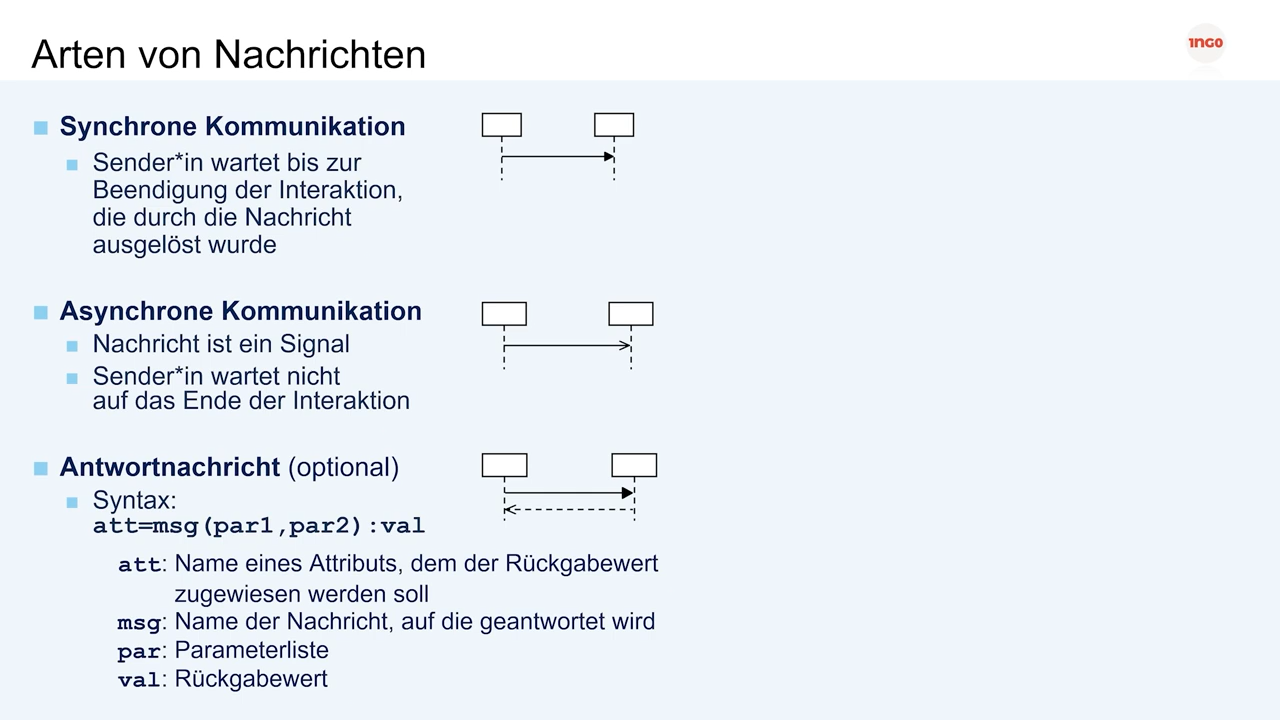 Arten von Nachrichten
1NGO
Synchrone Kommunikation
Sender*in wartet bis zur
Beendigung der Interaktion,
die durch die Nachricht
ausgelöst wurde
Asynchrone Kommunikation
Nachricht ist ein Signal
Sender*in wartet nicht
auf das Ende der Interaktion
Antwortnachricht (optional)
Syntax:
att=msg(par1,par2):val
att: Name eines Attributs, dem der Rückgabewert
zugewiesen werden soll
msg: Name der Nachricht, auf die geantwortet wird
par: Parameterliste
val: Rückgabewert